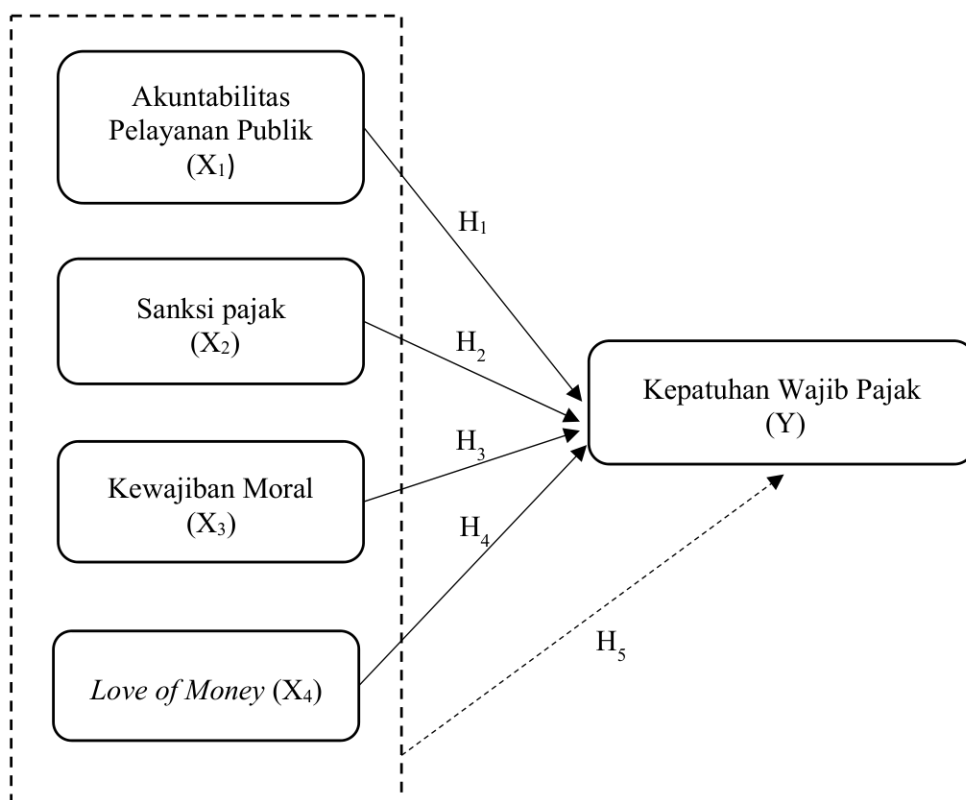 Akuntabilitas
Pelayanan Publik
(X₁)
H₁
Sanksi pajak
(X₂)
H₂
Kepatuhan Wajib Pajak
(Y)
H₃
Kewajiban Moral
(X₃)
H₄
H₅
Love of Money (X₄)